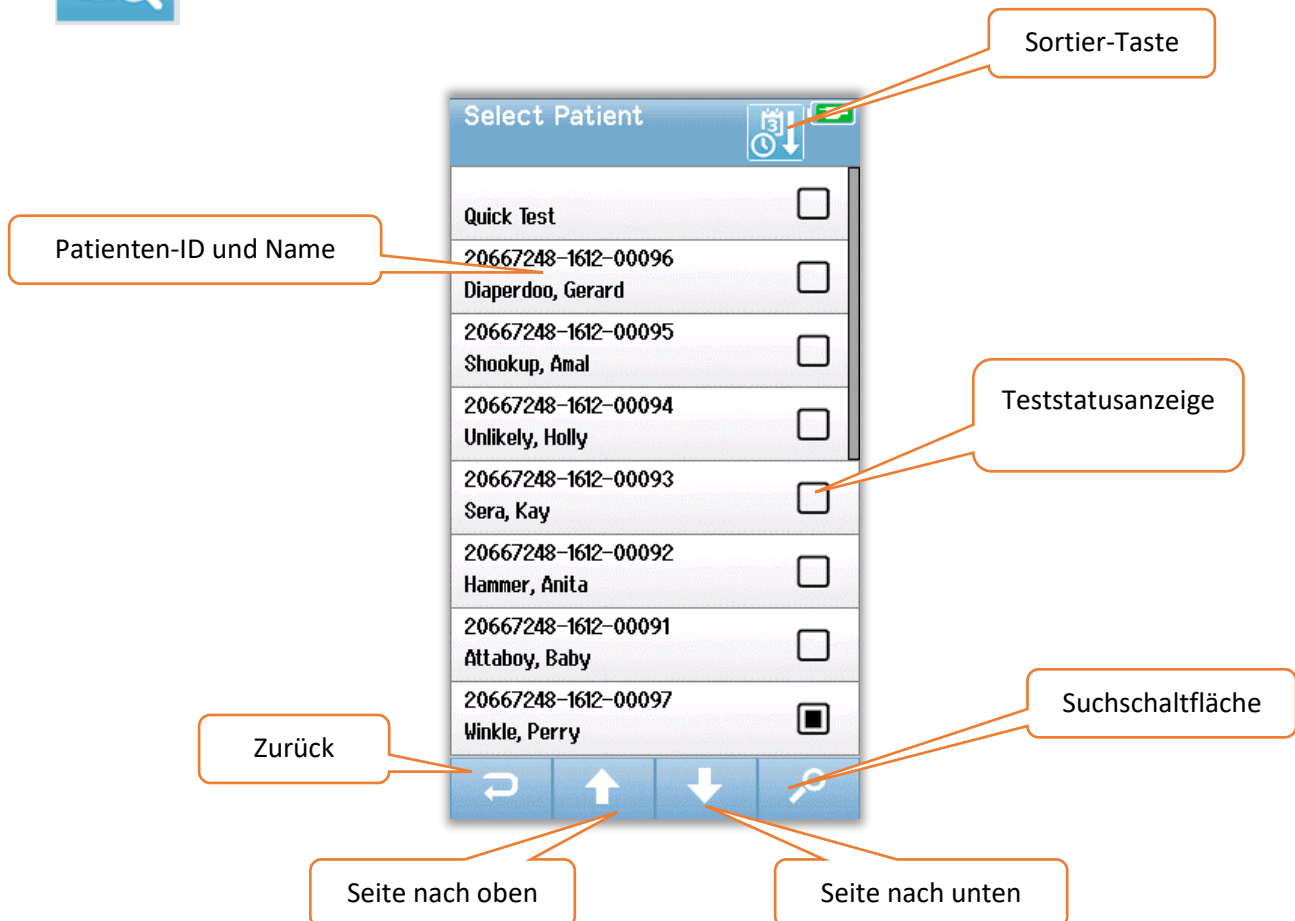 Sortier-Taste
Select Patient
3
Quick Test
Patienten-ID und Name
20667248-1612-00096
Diaperdoo, Gerard
20667248-1612-00095
Shookup, Amal
20667248-1612-00094
Unlikely, Holly
Teststatusanzeige
20667248-1612-00093
Sera, Kay
20667248-1612-00092
Hammer, Anita
20667248-1612-00091
Attaboy, Baby
20667248-1612-00097
Winkle, Perry
Suchschaltfläche
Zurück
Seite nach oben
Seite nach unten